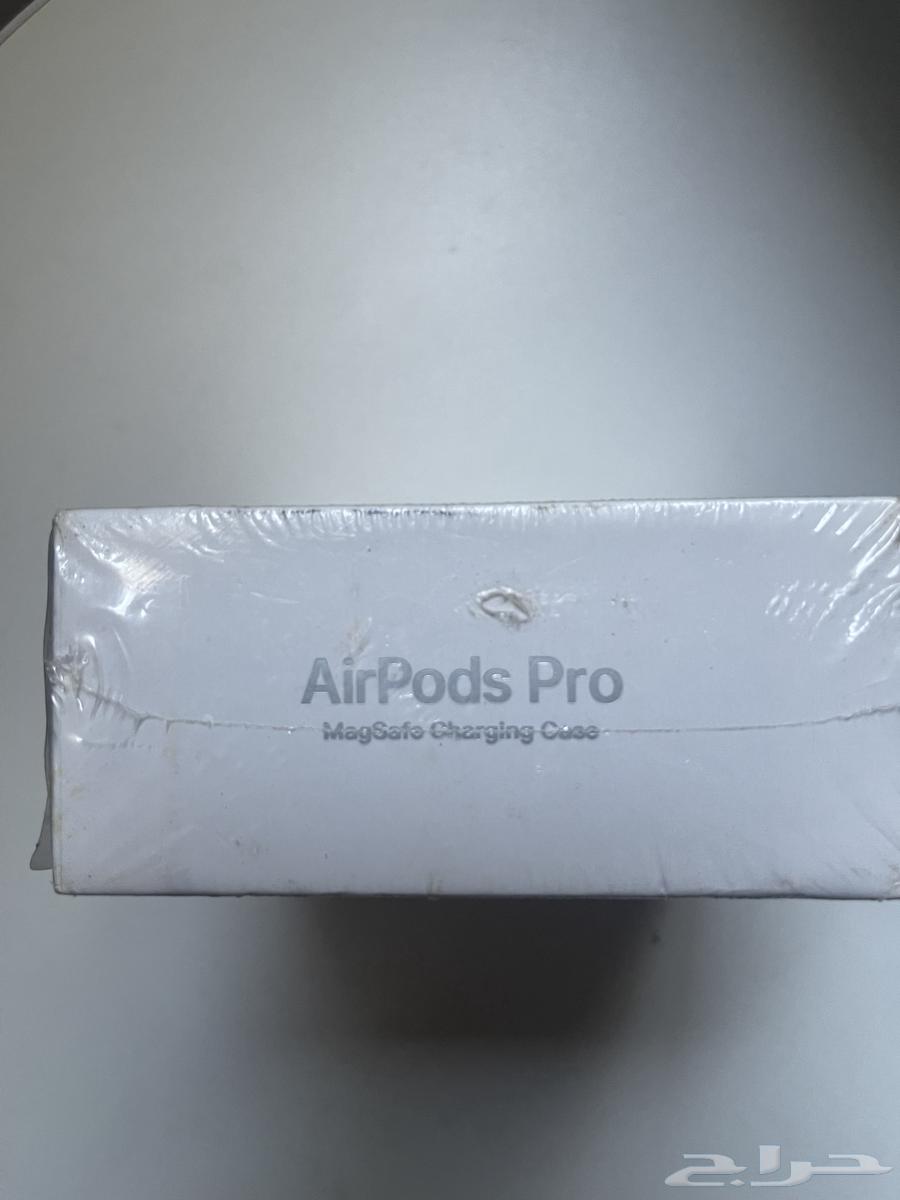 AirPods Pro
MagSafe Charging Case
حراج